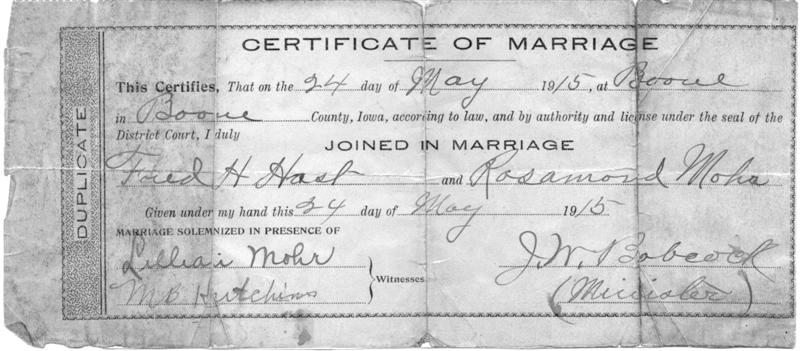 DUPLICATE
CERTIFICATE OF MARRIAGE
This Certifies, That on the 24 day of May 1915, at Boone
in Boone County, Iowa, according to law, and by authority and license under the seal of the
District Court, I duly
JOINED IN MARRIAGE
Fred H Hast and Rosamond Mohr
Given under my hand this 24 day of May 1915
MARRIAGE SOLEMNIZED IN PRESENCE OF
Lillian Mohr
J. W. Babcock
M B Hutchins
Witnesses
(Minister)